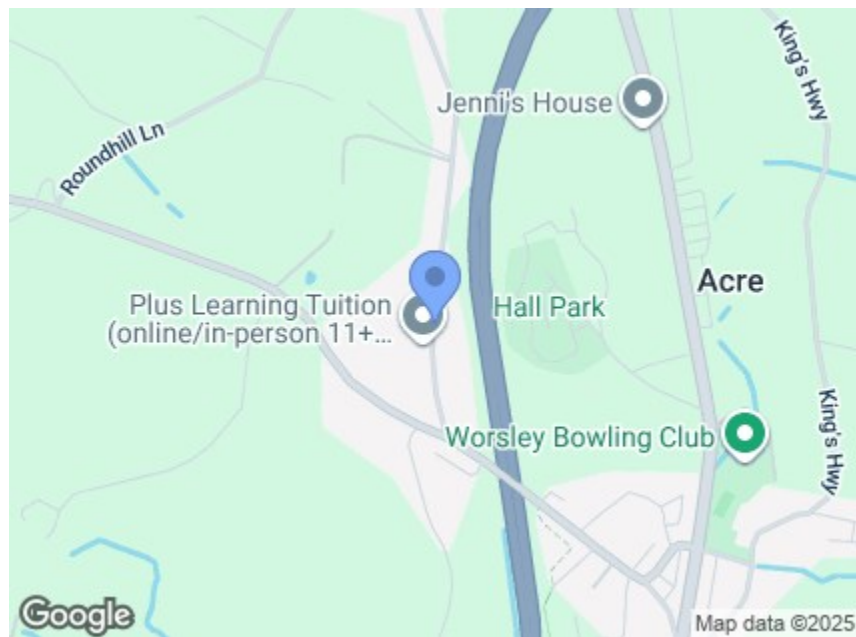 King's Hwy
Jenni's House
Roundhill Ln
Acre
Plus Learning Tuition
(online/in-person 11+...
Hall Park
King's Hwy
Worsley Bowling Club
Google
Map data ©2025